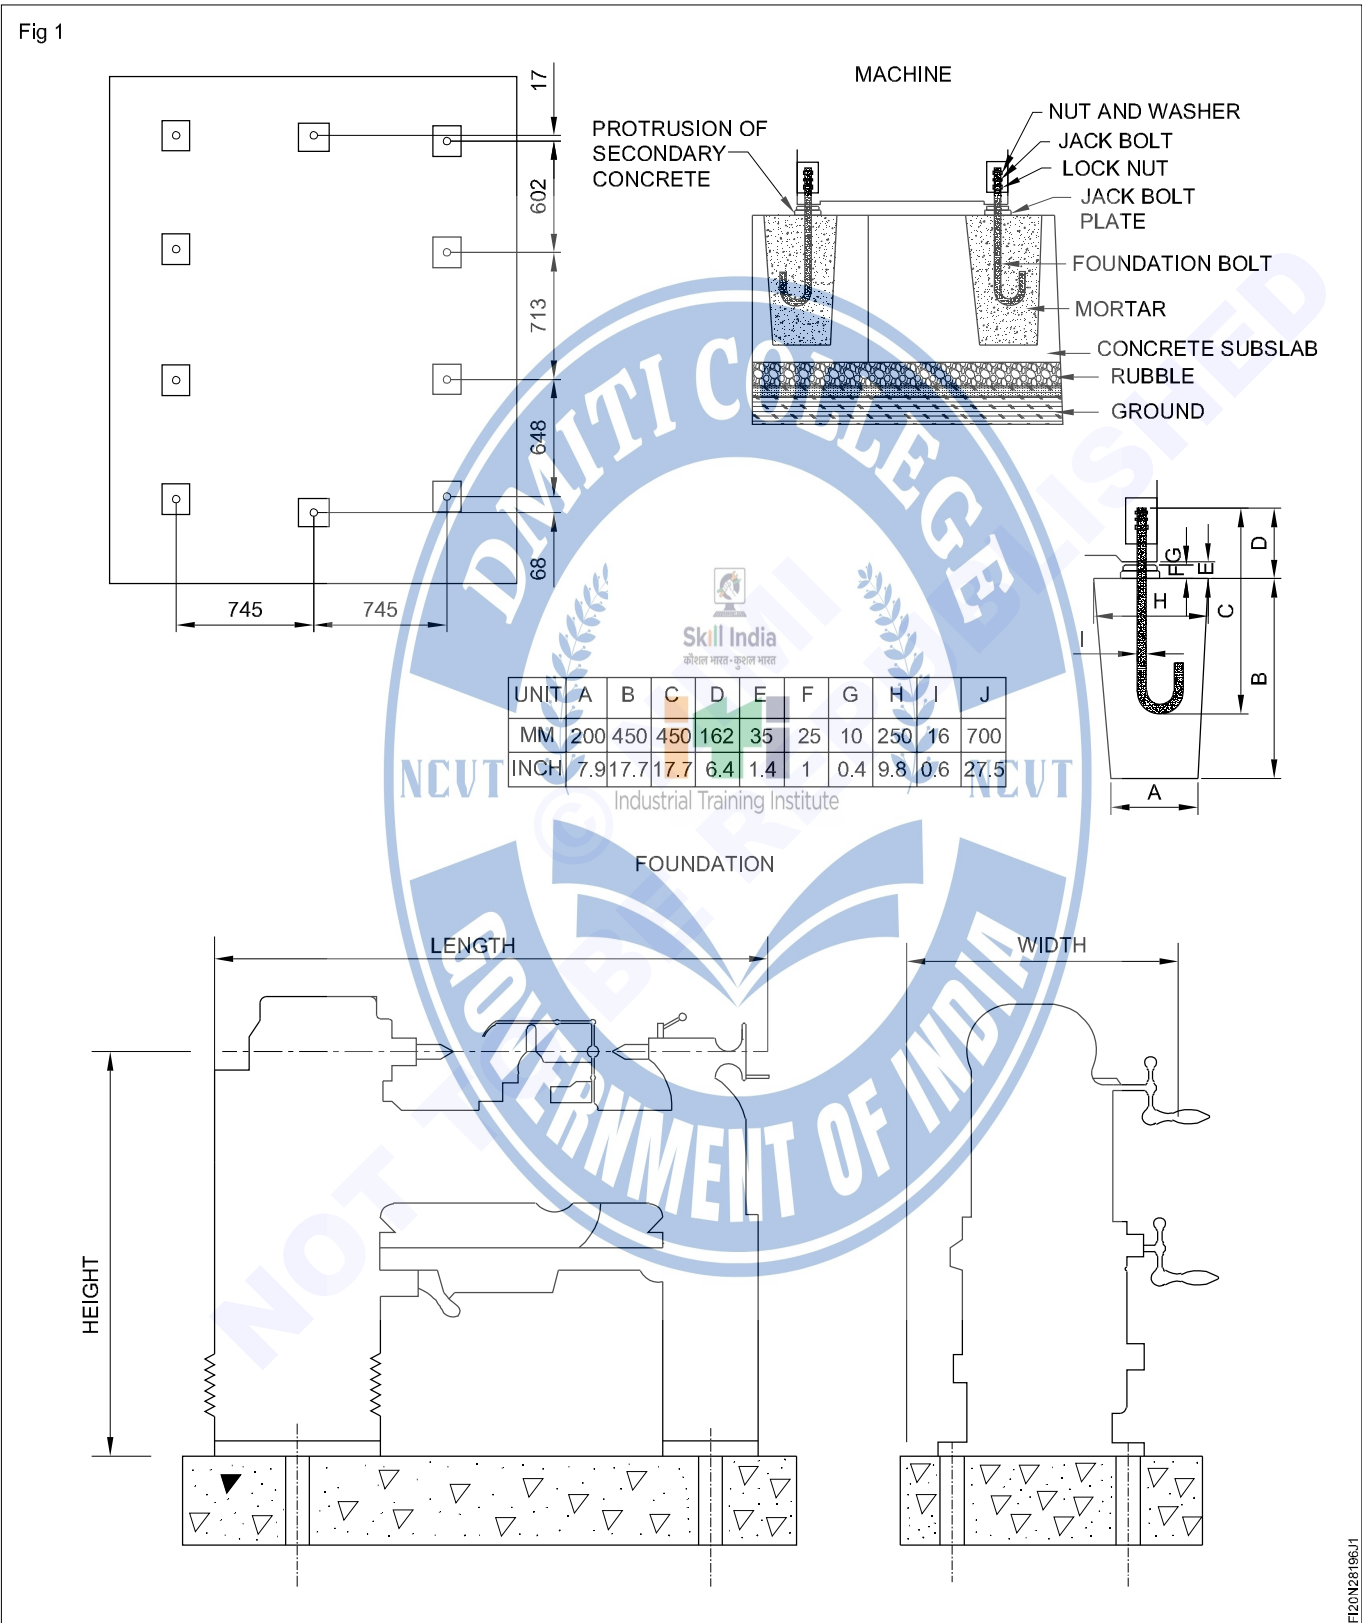 Fig 1
MACHINE
17
602
713
648
68
745
745
PROTRUSION OF
SECONDARY
CONCRETE
NUT AND WASHER
JACK BOLT
LOCK NUT
JACK BOLT
PLATE
FOUNDATION BOLT
MORTAR
CONCRETE SUBSLAB
RUBBLE
GROUND
D
G
F
E
H
C
I
B
A
DMITI COLLEGE
Skill India
कौशल भारत - कुशल भारत
UNIT A B C D E F G H I J
MM 200 450 450 162 35 25 10 250 16 700
INCH 7.9 17.7 17.7 6.4 1.4 1 0.4 9.8 0.6 27.5
iti
NCVT NCVT
Industrial Training Institute
FOUNDATION
GOVERNMENT OF INDIA
© NIMI
NOT TO BE REPUBLISHED
LENGTH
WIDTH
HEIGHT
FI20N28196J1